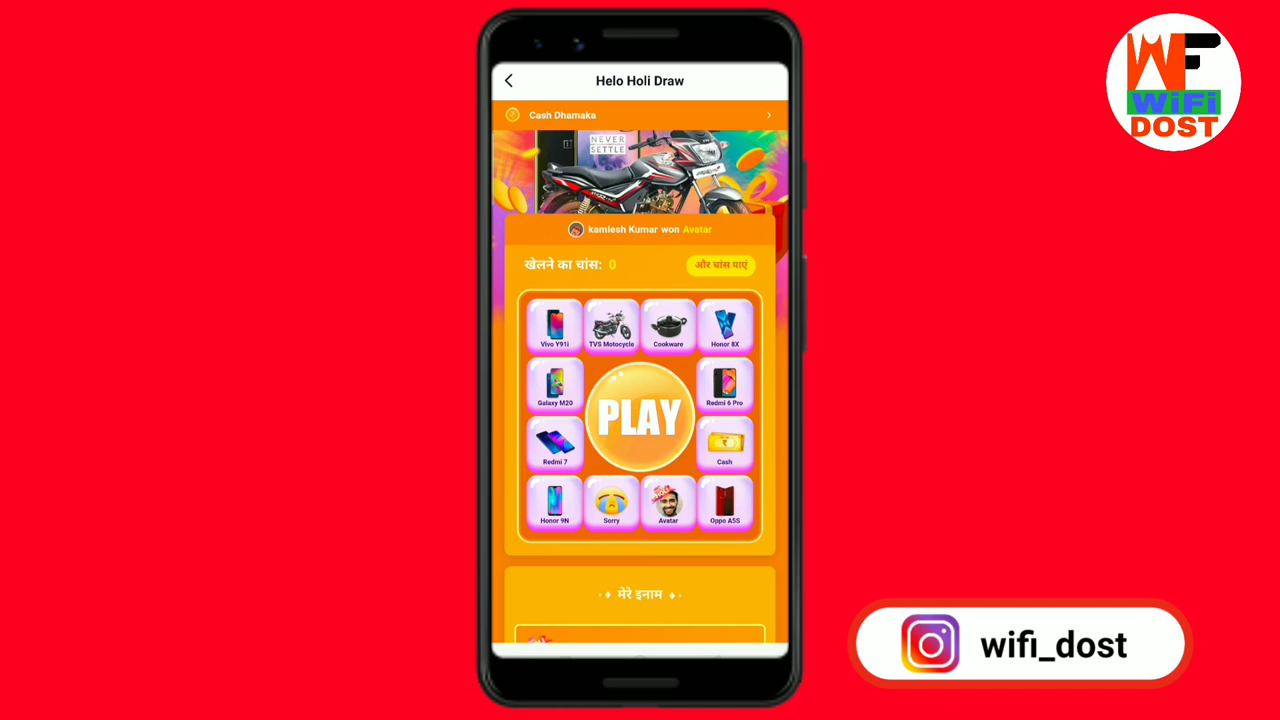 Helo Holi Draw
Cash Dhamaka
NEVER
SETTLE
kamlesh Kumar won Avatar
खेलने का चांस: 0
और चांस पाएं
Vivo Y91i
TVS Motocycle
Cookware
Honor 8X
Galaxy M20
PLAY
Redmi 6 Pro
Redmi 7
Cash
Honor 9N
Sorry
Avatar
Oppo A5S
मेरे इनाम
WF
WiFi
DOST
wifi_dost